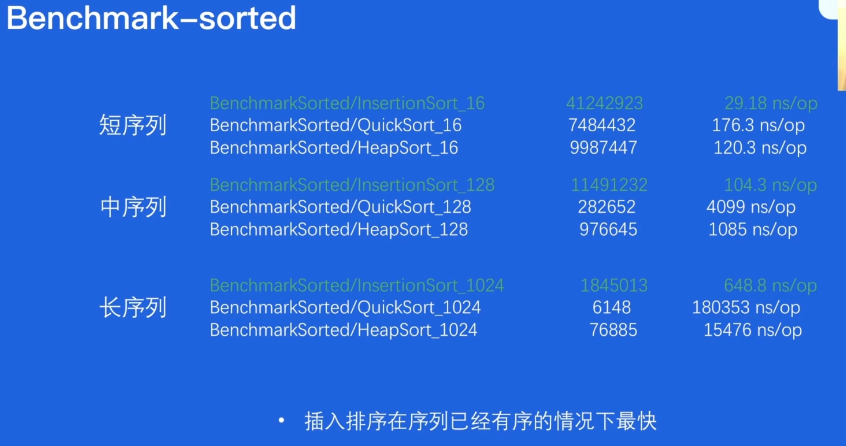 Benchmark-sorted
短序列
BenchmarkSorted/InsertionSort_16 41242923 29.18 ns/op
BenchmarkSorted/QuickSort_16 7484432 176.3 ns/op
BenchmarkSorted/HeapSort_16 9987447 120.3 ns/op
中序列
BenchmarkSorted/InsertionSort_128 11491232 104.3 ns/op
BenchmarkSorted/QuickSort_128 282652 4099 ns/op
BenchmarkSorted/HeapSort_128 976645 1085 ns/op
长序列
BenchmarkSorted/InsertionSort_1024 1845013 648.8 ns/op
BenchmarkSorted/QuickSort_1024 6148 180353 ns/op
BenchmarkSorted/HeapSort_1024 76885 15476 ns/op
• 插入排序在序列已经有序的情况下最快